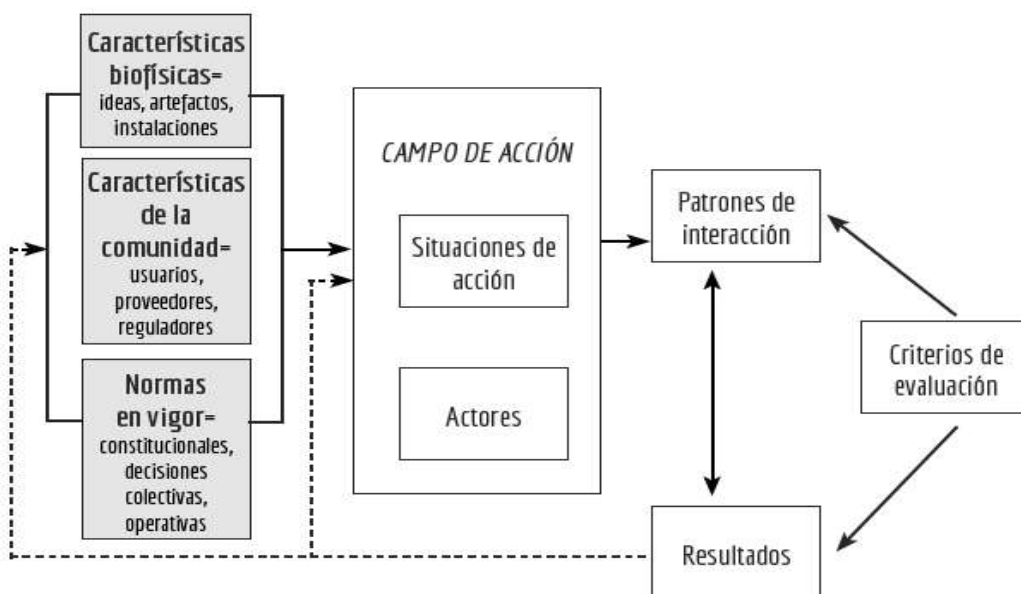 Características
biofísicas=
ideas, artefactos,
instalaciones
Características
de la
comunidad=
usuarios,
proveedores,
reguladores
Normas
en vigor=
constitucionales,
decisiones
colectivas,
operativas
CAMPO DE ACCIÓN
Situaciones de
acción
Actores
Patrones de
interacción
Resultados
Criterios de
evaluación